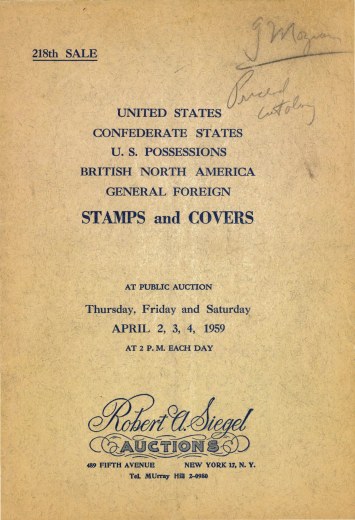 218th SALE
UNITED STATES
CONFEDERATE STATES
U. S. POSSESSIONS
BRITISH NORTH AMERICA
GENERAL FOREIGN
STAMPS and COVERS
AT PUBLIC AUCTION
Thursday, Friday and Saturday
APRIL 2, 3, 4, 1959
AT 2 P. M. EACH DAY
Robert A. Siegel
AUCTIONS
489 FIFTH AVENUE NEW YORK 17, N. Y.
Tel. MUrray Hill 2-0980